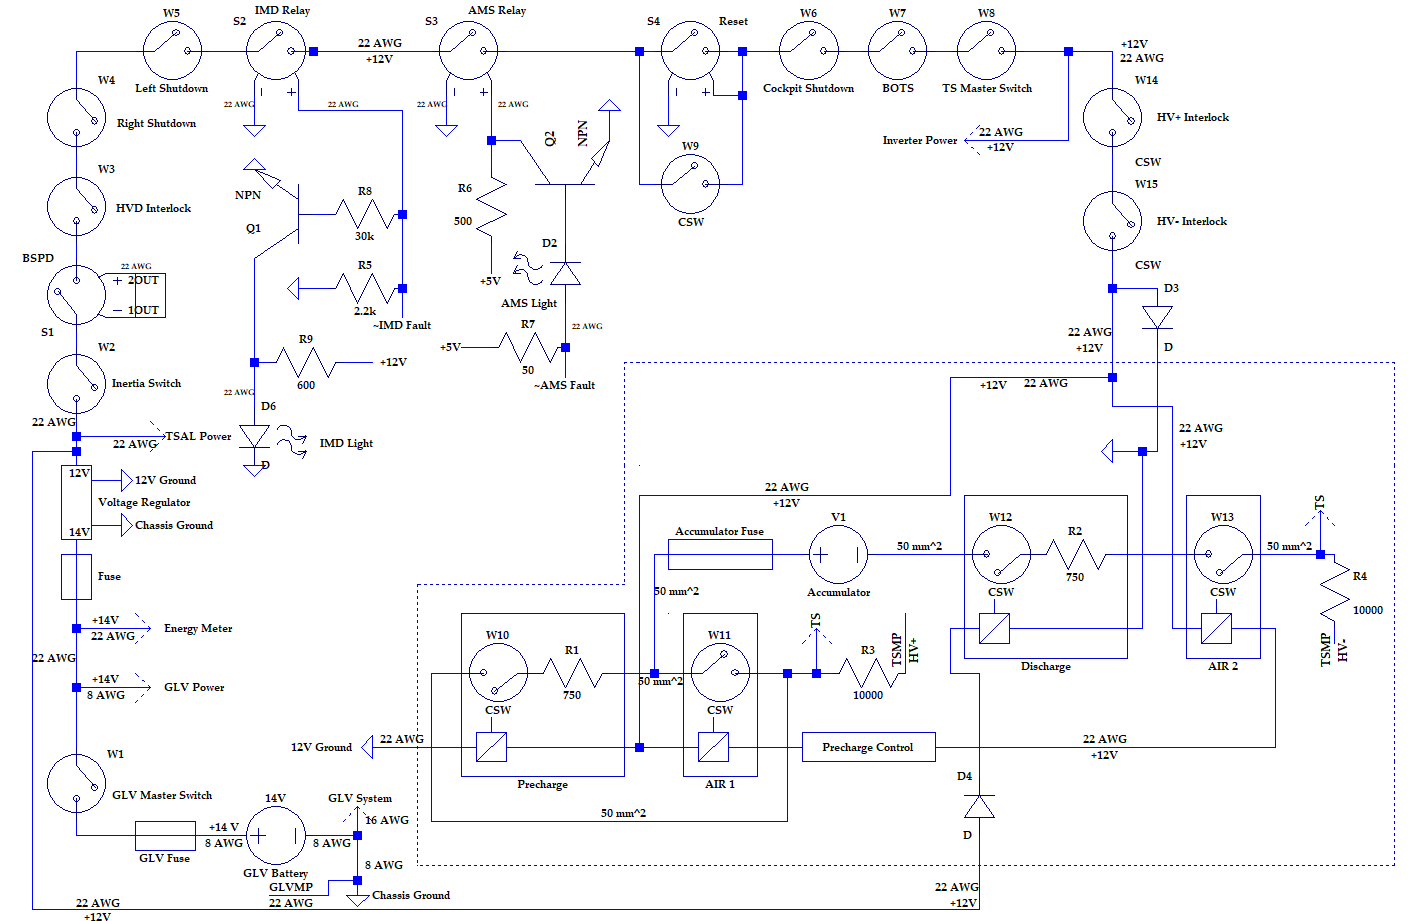 W5
S2
IMD Relay
S3
AMS Relay
S4
Reset
W6
W7
W8
22 AWG
+12V
+12V
22 AWG
Left Shutdown
Cockpit Shutdown
BOTS
TS Master Switch
W4
Right Shutdown
22 AWG
- +
22 AWG
22 AWG
- +
22 AWG
- +
W14
HV+ Interlock
CSW
Inverter Power
22 AWG
+12V
Q2
NPN
W9
CSW
W3
HVD Interlock
NPN
Q1
R8
30k
R6
500
W15
HV- Interlock
CSW
BSPD
22 AWG
+ 2OUT
- 1OUT
S1
R5
2.2k
~IMD Fault
D2
+5V
AMS Light
D3
D
W2
Inertia Switch
R9
600
+12V
+5V
R7
50
22 AWG
~AMS Fault
22 AWG
+12V
+12V
22 AWG
22 AWG
D6
D
IMD Light
22 AWG
22 AWG
TSAL Power
22 AWG
+12V
12V
12V Ground
Voltage Regulator
Chassis Ground
14V
22 AWG
+12V
Accumulator Fuse
V1
+ |
Accumulator
50 mm^2
W12
CSW
R2
750
W13
CSW
50 mm^2
TS
R4
10000
TSMP
HV-
Fuse
50 mm^2
+14V
22 AWG
Energy Meter
22 AWG
+14V
8 AWG
GLV Power
W10
CSW
R1
750
50 mm^2
W11
CSW
TS
R3
10000
TSMP
HV+
Discharge
AIR 2
12V Ground
22 AWG
Precharge Control
22 AWG
+12V
Precharge
AIR 1
W1
GLV Master Switch
14V
GLV System
16 AWG
50 mm^2
D4
D
GLV Fuse
+14 V
8 AWG
+ |
8 AWG
GLV Battery
8 AWG
GLVMP
22 AWG
Chassis Ground
22 AWG
+12V
22 AWG
+12V